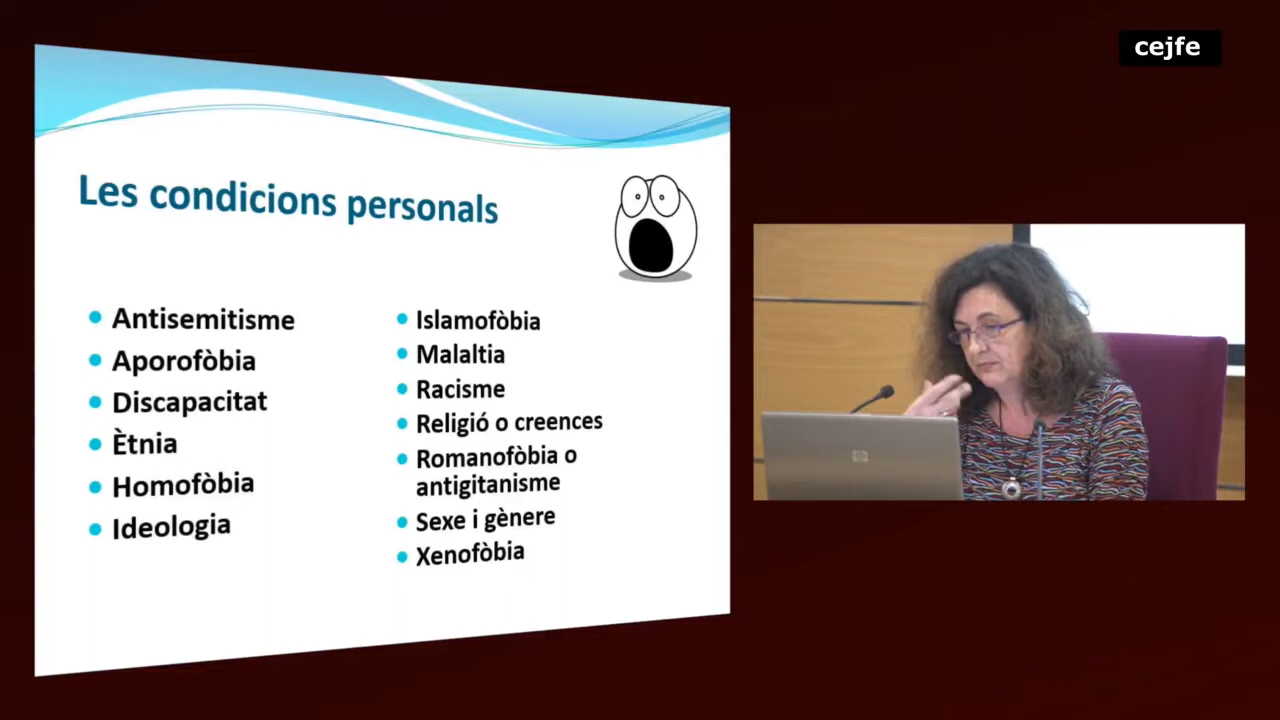 cejfe
Les condicions personals
Antisemitisme
Aporofòbia
Discapacitat
Ètnia
Homofòbia
Ideologia
Islamofòbia
Malaltia
Racisme
Religió o creences
Romanofòbia o
antigitanisme
Sexe i gènere
Xenofòbia
hp